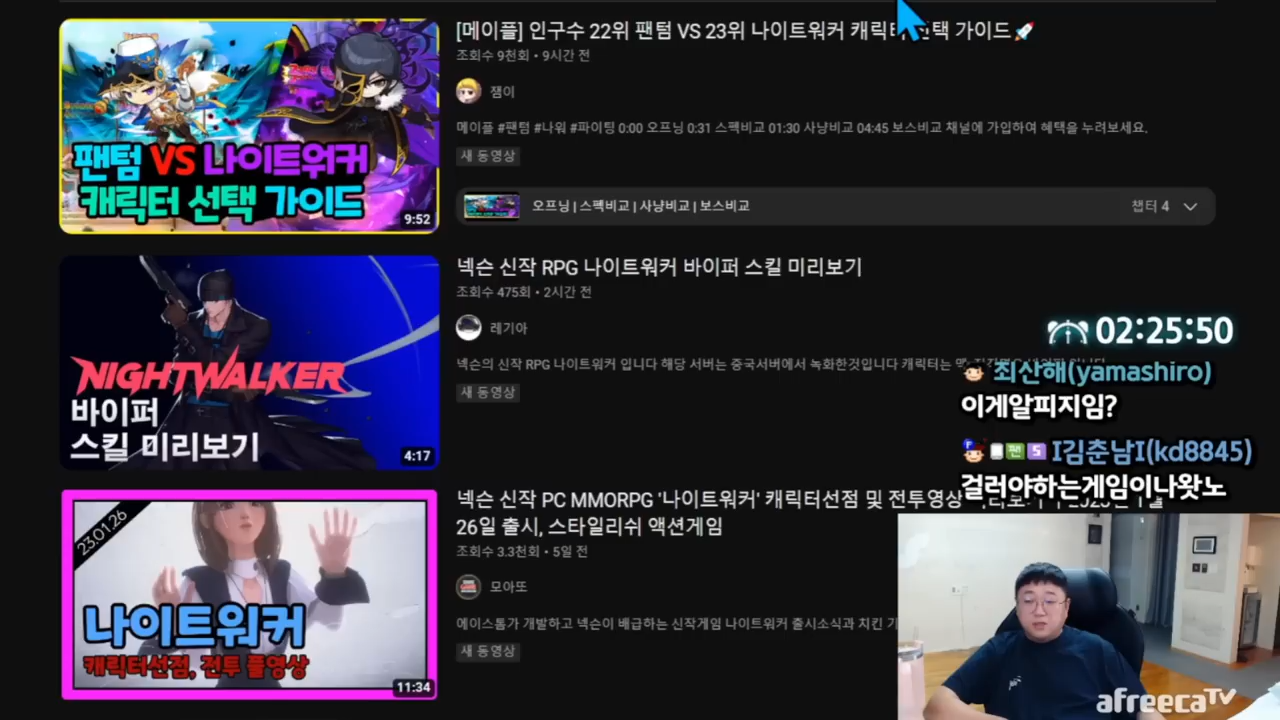 팬텀 VS 나이트워커
캐릭터 선택 가이드
9:52
[메이플] 인구수 22위 팬텀 VS 23위 나이트워커 캐릭터 선택 가이드🚀
조회수 9천회 • 9시간 전
잼이
메이플 #팬텀 #나워 #파이팅 0:00 오프닝 0:31 스펙비교 01:30 사냥비교 04:45 보스비교 채널에 가입하여 혜택을 누려보세요.
새 동영상
오프닝 | 스펙비교 | 사냥비교 | 보스비교
챕터 4
NIGHTWALKER
바이퍼
스킬 미리보기
4:17
넥슨 신작 RPG 나이트워커 바이퍼 스킬 미리보기
조회수 475회 • 2시간 전
레기아
넥슨의 신작 RPG 나이트워커 입니다 해당 서버는 중국서버에서 녹화한것입니다 캐릭터는
새 동영상
02:25:50
최산해(yamashiro)
이게알피지임?
F 팬 5 I김춘남I(kd8845)
걸러야하는게임이나왓노
23.01.26
나이트워커
캐릭터선점, 전투 풀영상
11:34
넥슨 신작 PC MMORPG '나이트워커' 캐릭터선점 및 전투영상
26일 출시, 스타일리쉬 액션게임
조회수 3.3천회 • 5일 전
모아또
에이스톰가 개발하고 넥슨이 배급하는 신작게임 나이트워커 출시소식과 치킨 기
새 동영상
afreecaTV